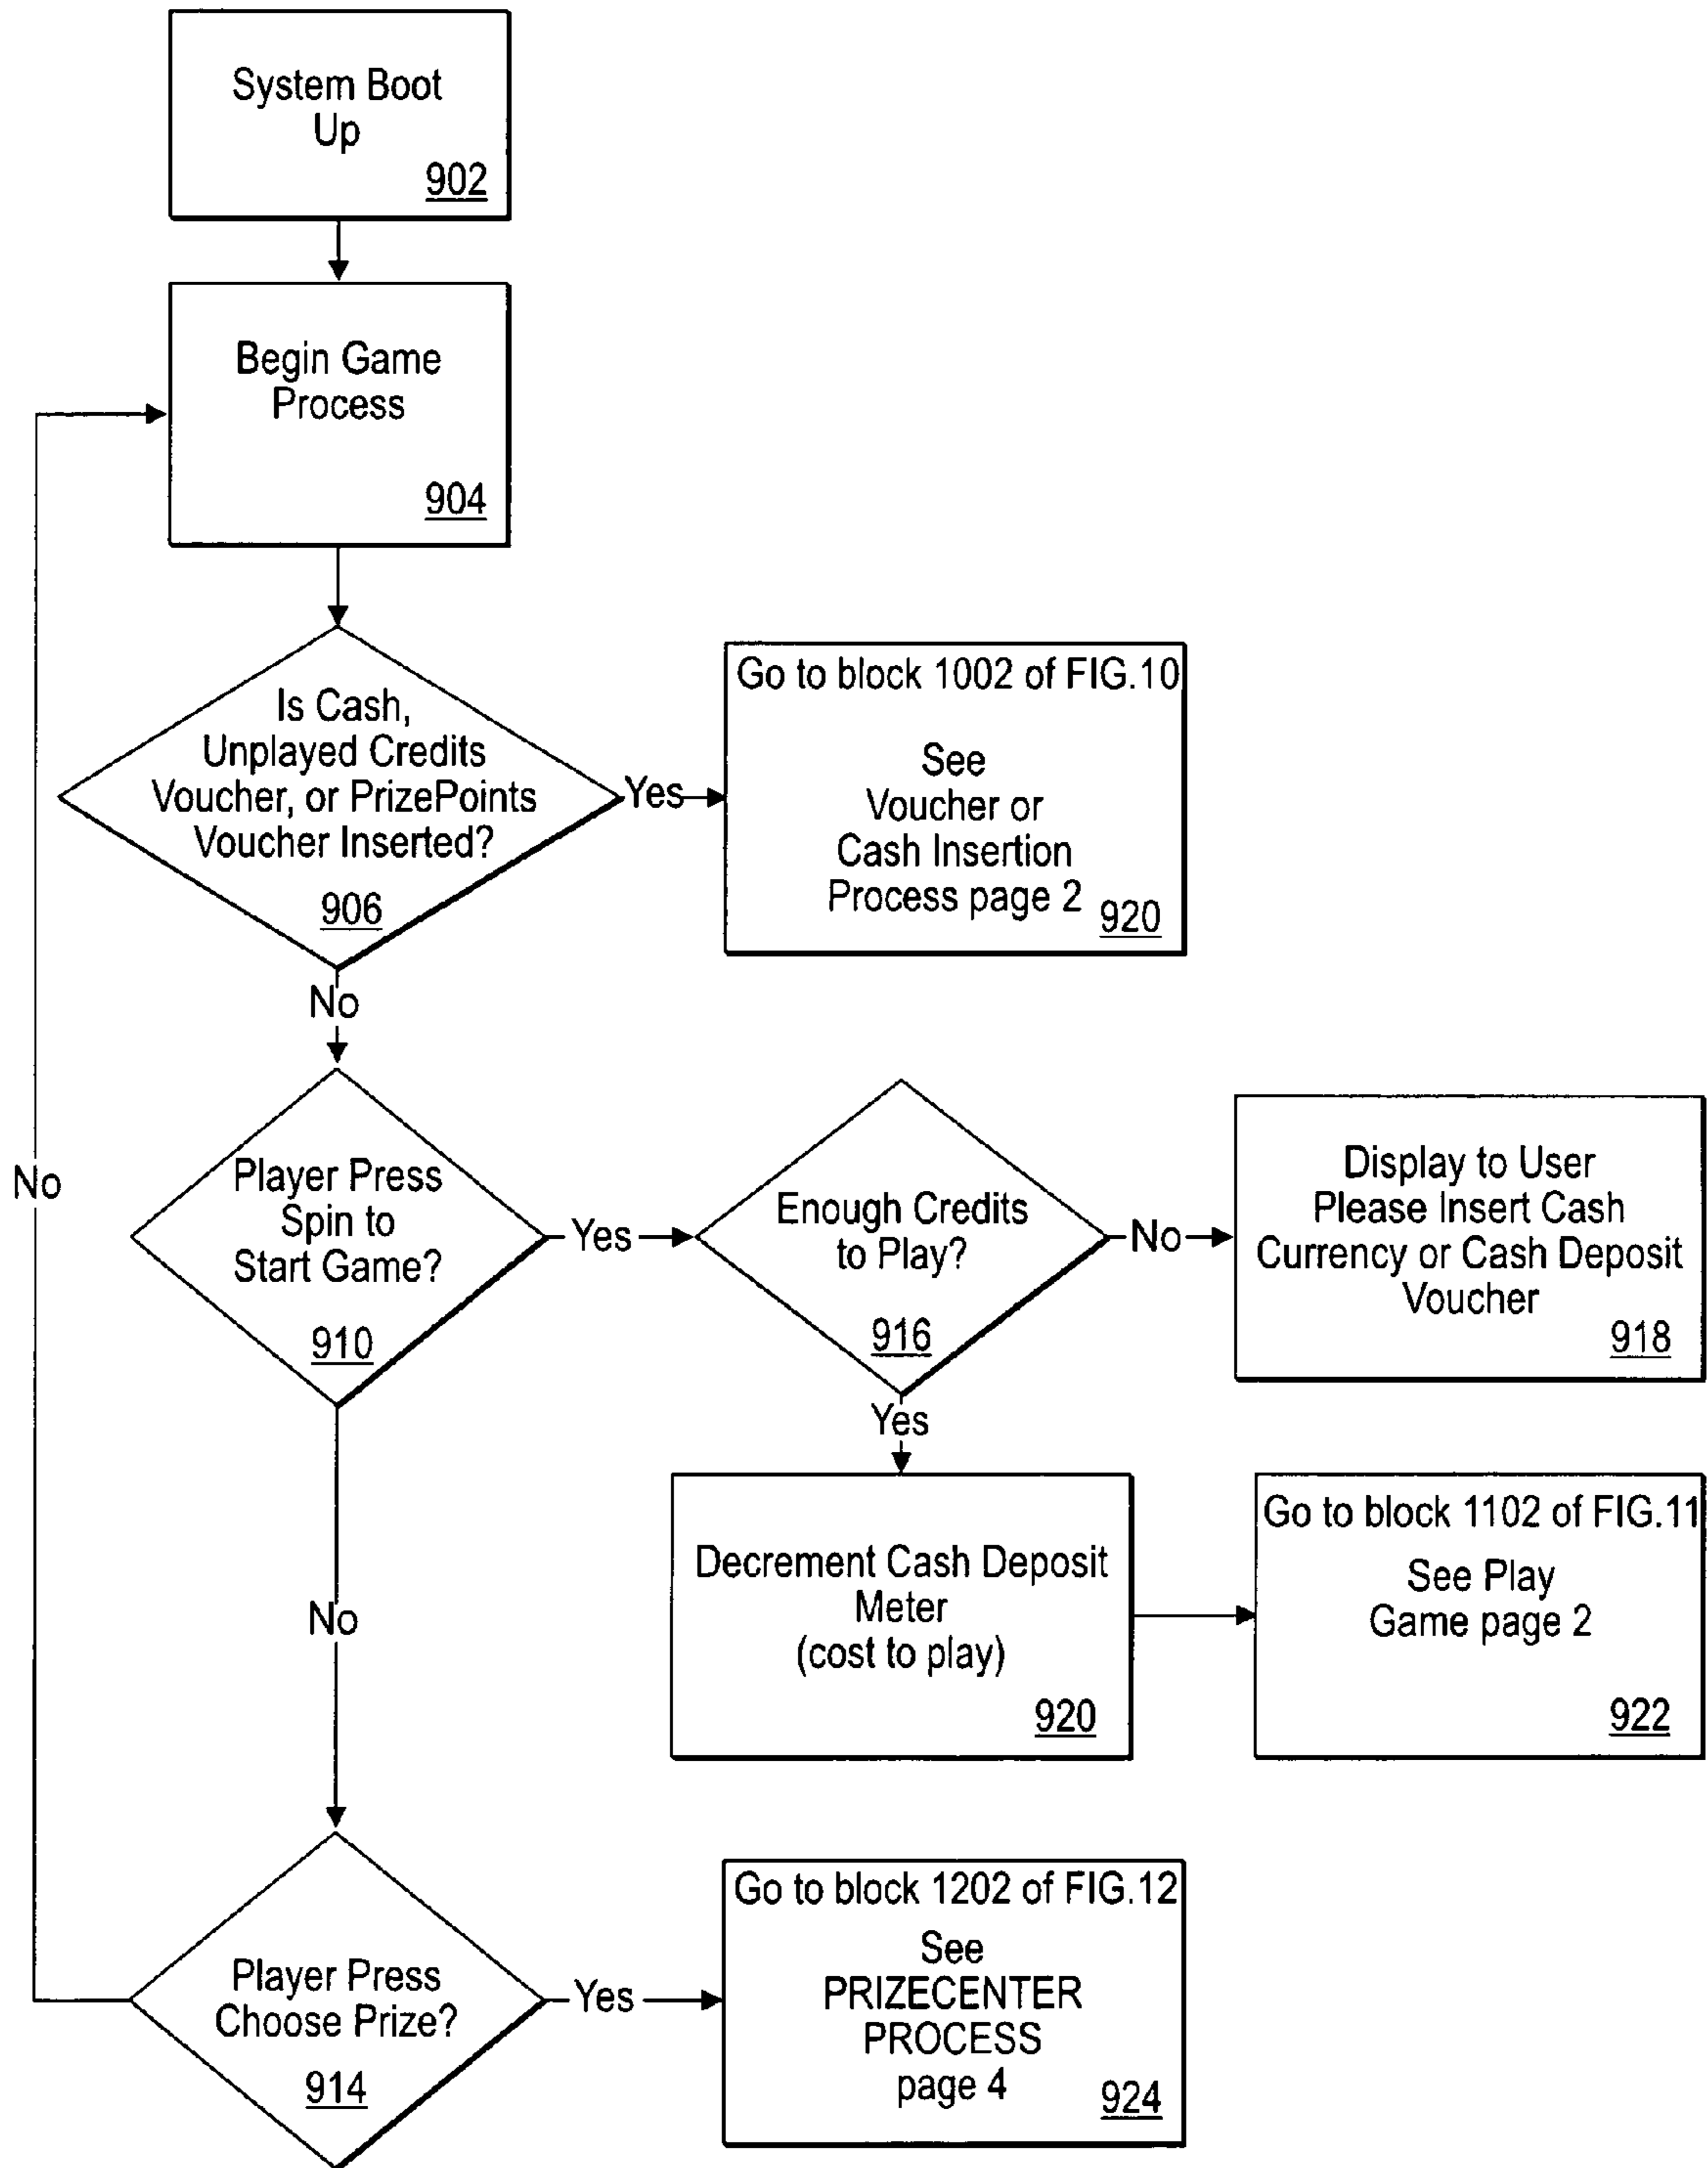 System Boot
Up
902
Begin Game
Process
904
Is Cash,
Unplayed Credits
Voucher, or PrizePoints
Voucher Inserted?
906
Yes
Go to block 1002 of FIG.10
See
Voucher or
Cash Insertion
Process page 2
920
No
Player Press
Spin to
Start Game?
910
Yes
Enough Credits
to Play?
916
No
Display to User
Please Insert Cash
Currency or Cash Deposit
Voucher
918
Yes
Decrement Cash Deposit
Meter
(cost to play)
920
Go to block 1102 of FIG.11
See Play
Game page 2
922
No
No
Player Press
Choose Prize?
914
Yes
Go to block 1202 of FIG.12
See
PRIZECENTER
PROCESS
page 4
924